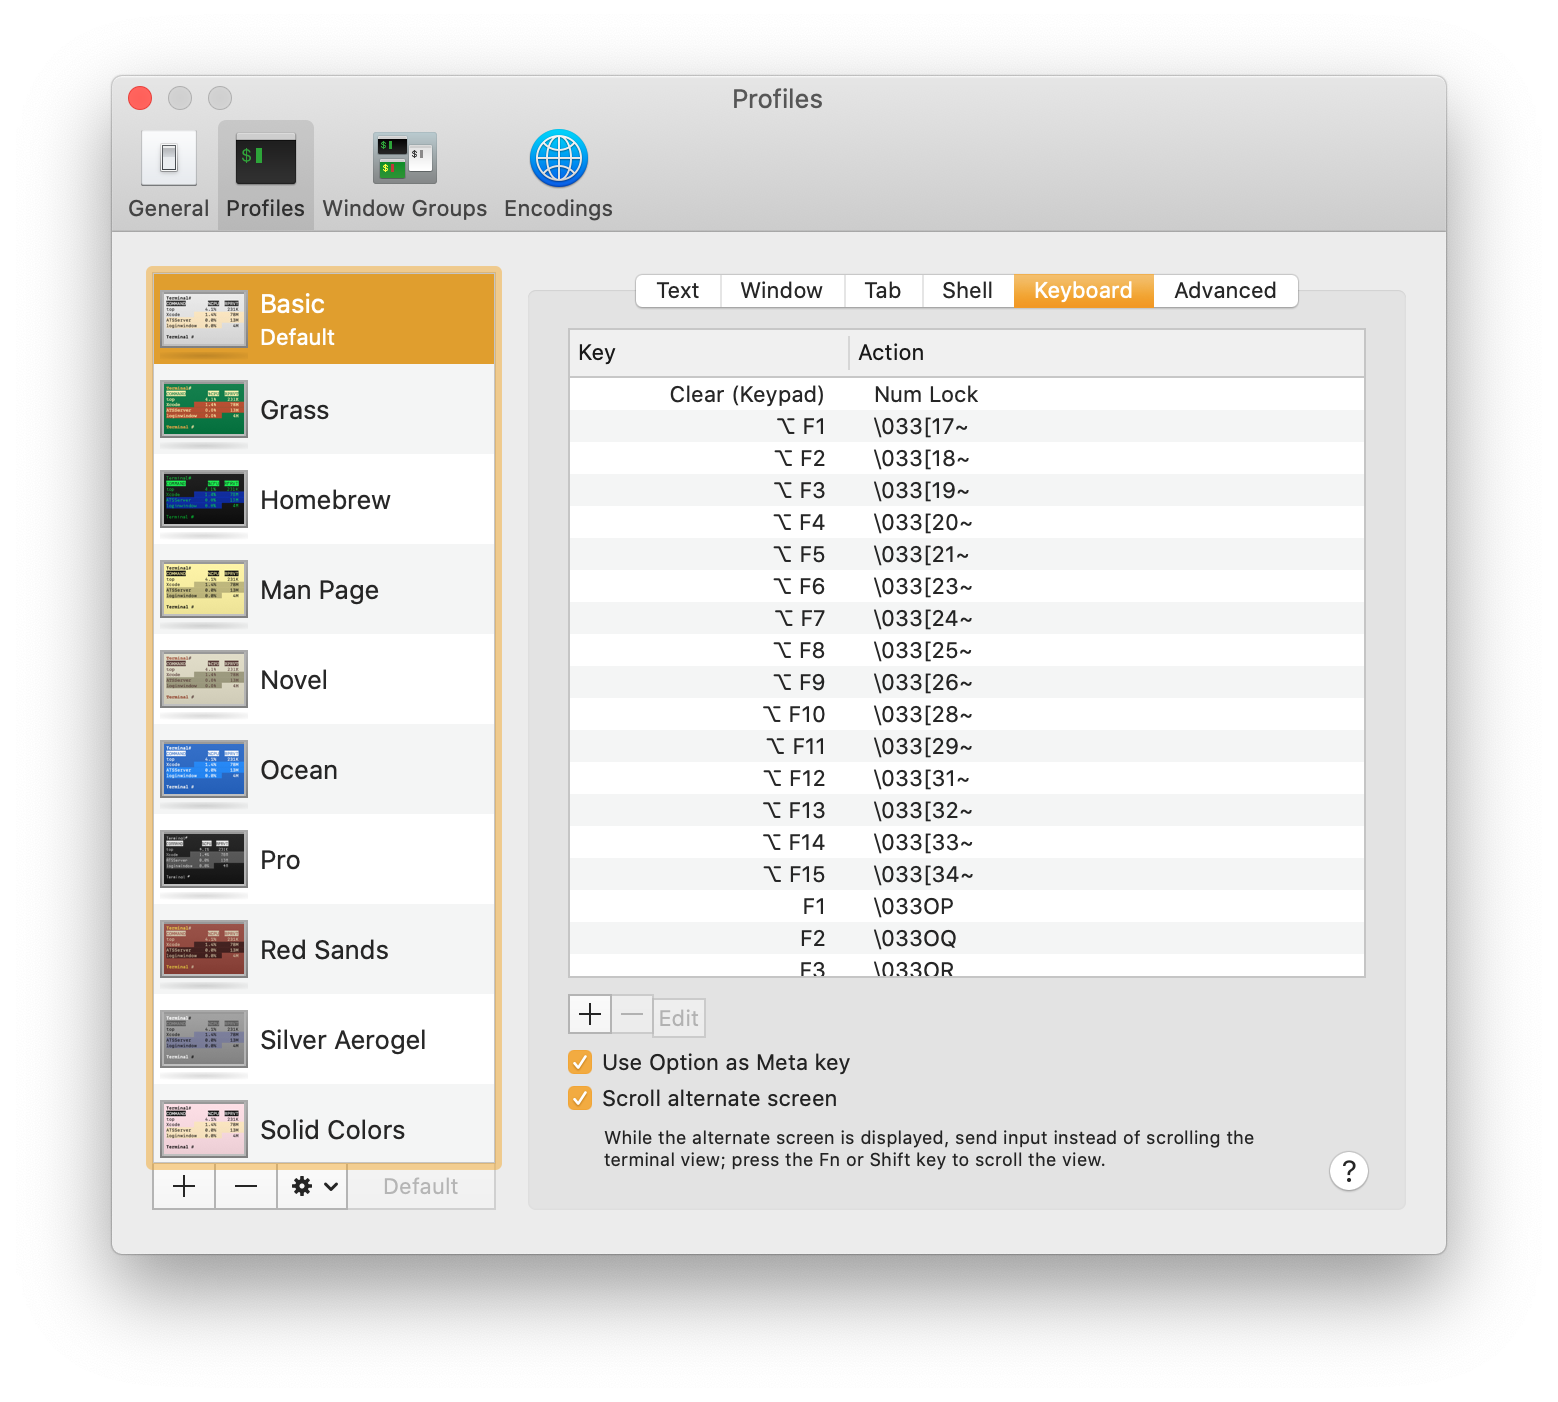 Profiles
General
Profiles
Window Groups
Encodings
Basic
Default
Grass
Homebrew
Man Page
Novel
Ocean
Pro
Red Sands
Silver Aerogel
Solid Colors
Default
Text
Window
Tab
Shell
Keyboard
Advanced
Key Action
Clear (Keypad) Num Lock
⌥ F1 \033[17~
⌥ F2 \033[18~
⌥ F3 \033[19~
⌥ F4 \033[20~
⌥ F5 \033[21~
⌥ F6 \033[23~
⌥ F7 \033[24~
⌥ F8 \033[25~
⌥ F9 \033[26~
⌥ F10 \033[28~
⌥ F11 \033[29~
⌥ F12 \033[31~
⌥ F13 \033[32~
⌥ F14 \033[33~
⌥ F15 \033[34~
F1 \033OP
F2 \033OQ
F3 \033OR
Edit
Use Option as Meta key
Scroll alternate screen
While the alternate screen is displayed, send input instead of scrolling the
terminal view; press the Fn or Shift key to scroll the view.
?